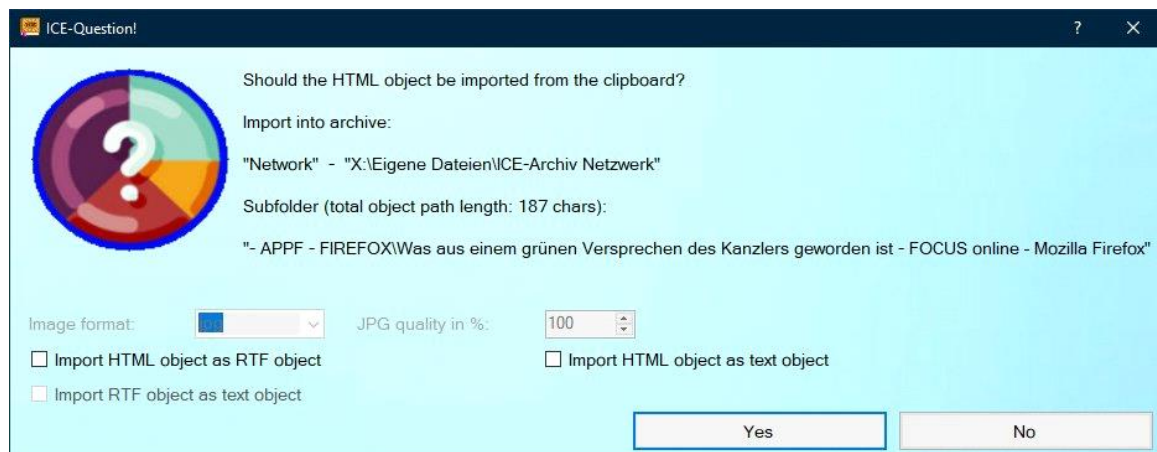 ICE-Question!
?
Should the HTML object be imported from the clipboard?
Import into archive:
"Network" - "X:\Eigene Dateien\ICE-Archiv Netzwerk"
Subfolder (total object path length: 187 chars):
"- APPF - FIREFOX\Was aus einem grünen Versprechen des Kanzlers geworden ist - FOCUS online - Mozilla Firefox"
Image format: jpg JPG quality in %: 100
Import HTML object as RTF object Import HTML object as text object
Import RTF object as text object
Yes No